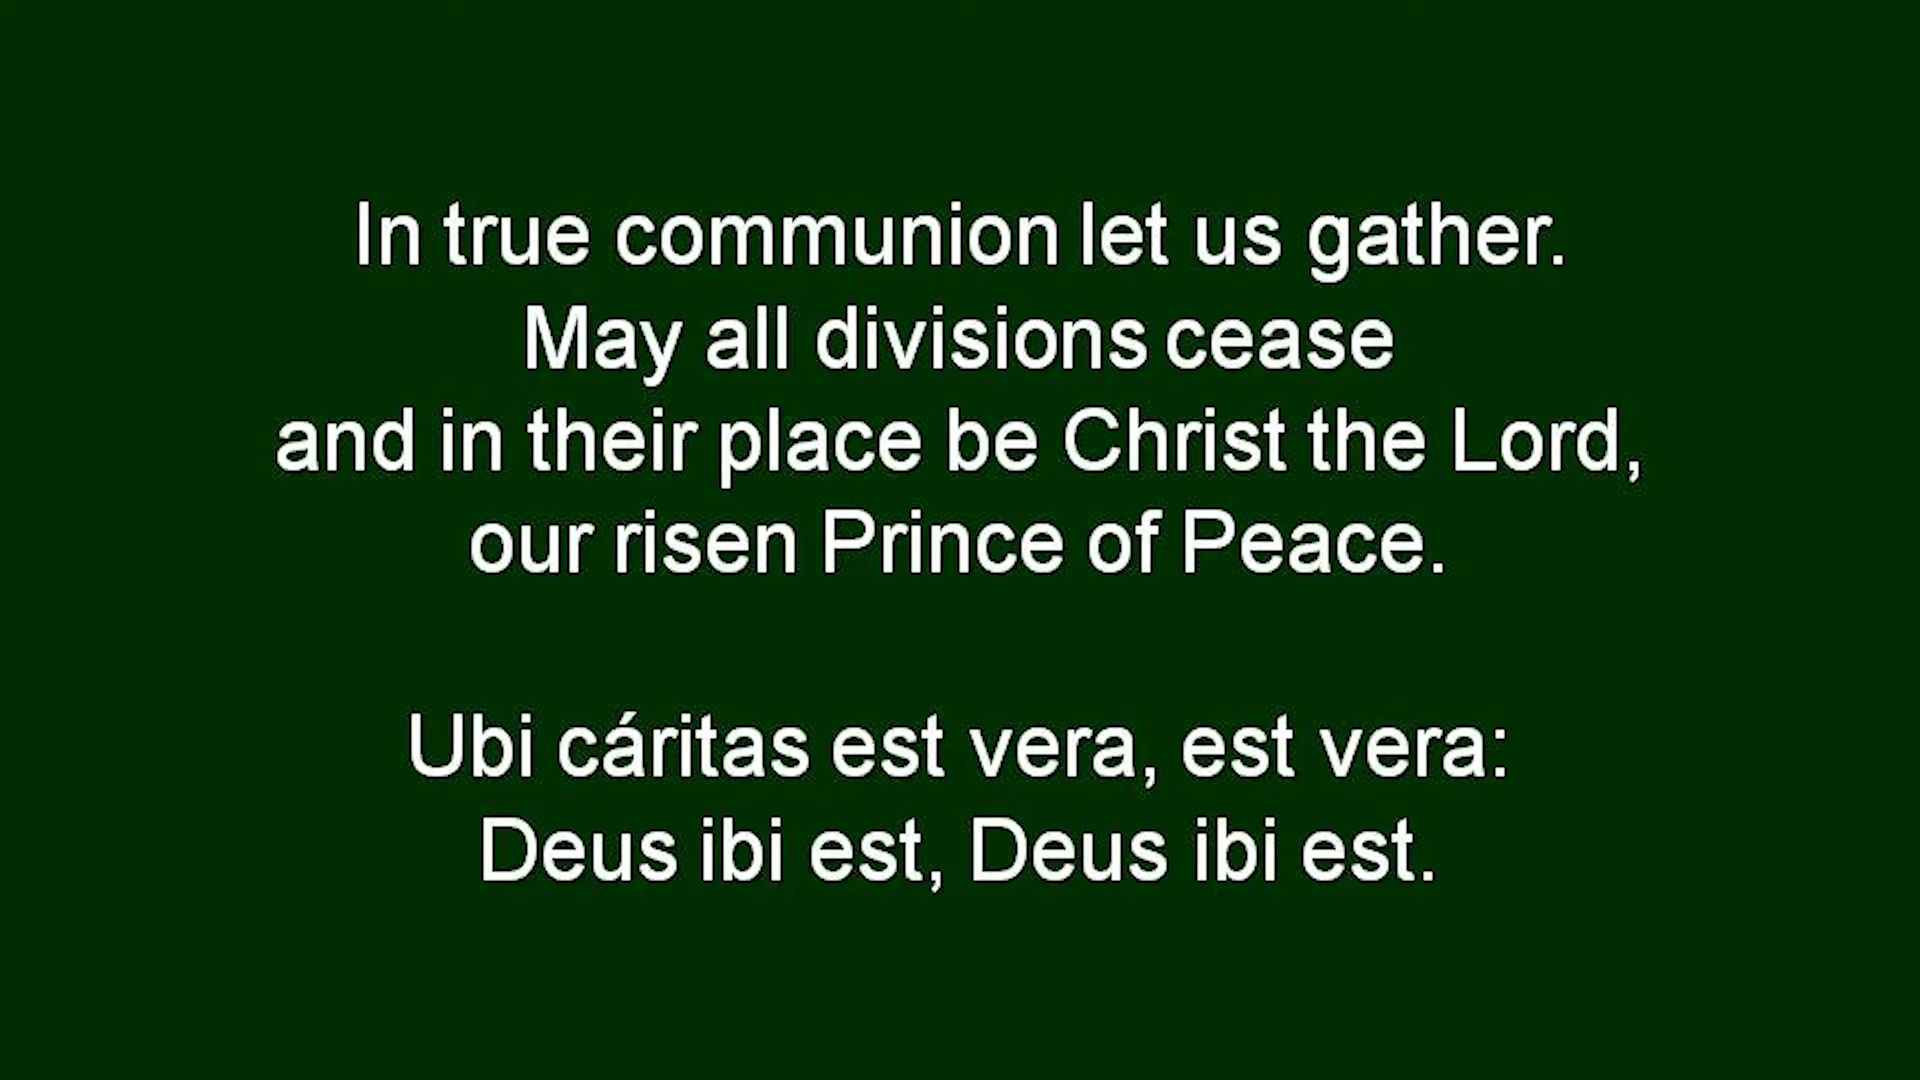 In true communion let us gather.
May all divisions cease
and in their place be Christ the Lord,
our risen Prince of Peace.
Ubi cáritas est vera, est vera:
Deus ibi est, Deus ibi est.